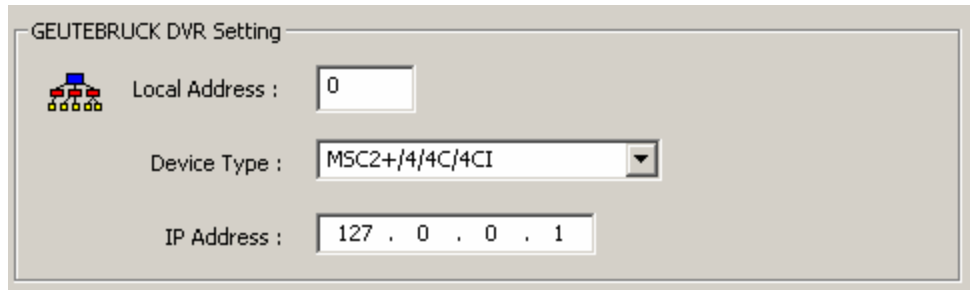 GEUTEBRUCK DVR Setting
Local Address : 0
Device Type : MSC2+/4/4C/4CI
IP Address : 127 . 0 . 0 . 1